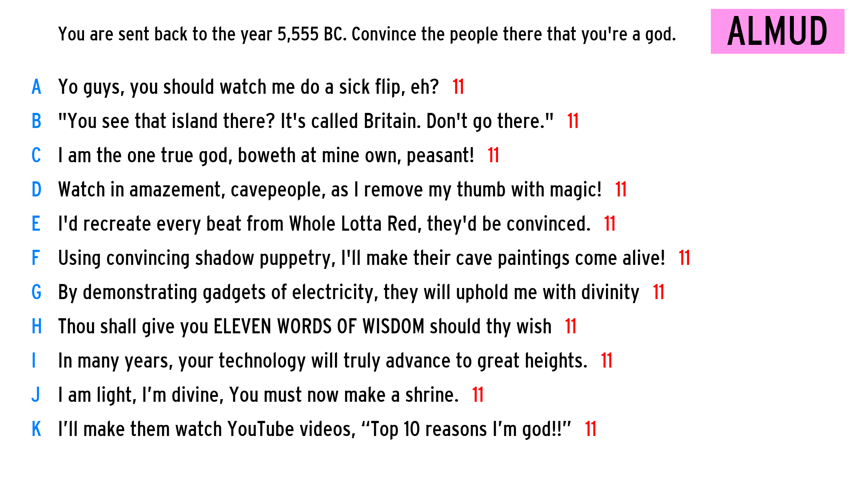 You are sent back to the year 5,555 BC. Convince the people there that you're a god.
ALMUD
A Yo guys, you should watch me do a sick flip, eh? 11
B "You see that island there? It's called Britain. Don't go there." 11
C I am the one true god, boweth at mine own, peasant! 11
D Watch in amazement, cavepeople, as I remove my thumb with magic! 11
E I'd recreate every beat from Whole Lotta Red, they'd be convinced. 11
F Using convincing shadow puppetry, I'll make their cave paintings come alive! 11
G By demonstrating gadgets of electricity, they will uphold me with divinity 11
H Thou shall give you ELEVEN WORDS OF WISDOM should thy wish 11
I In many years, your technology will truly advance to great heights. 11
J I am light, I’m divine, You must now make a shrine. 11
K I’ll make them watch YouTube videos, “Top 10 reasons I’m god!!” 11